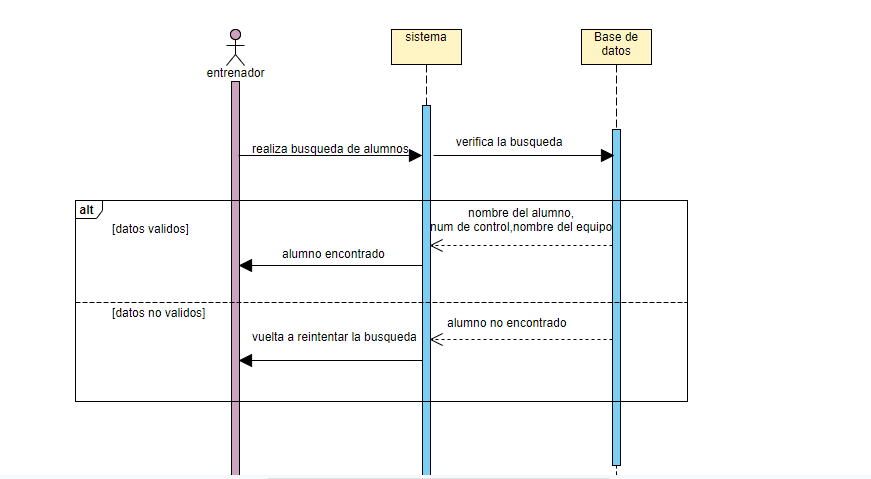 entrenador
sistema
Base de
datos
realiza busqueda de alumnos
verifica la busqueda
alt
[datos validos]
nombre del alumno,
num de control,nombre del equipo
alumno encontrado
[datos no validos]
alumno no encontrado
vuelta a reintentar la busqueda